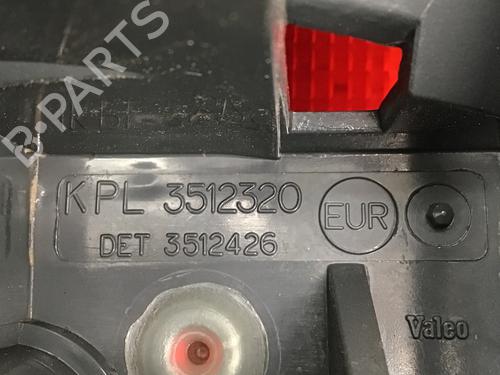 B-PARTS
KPL 3512320
EUR
DET 3512426
Valeo